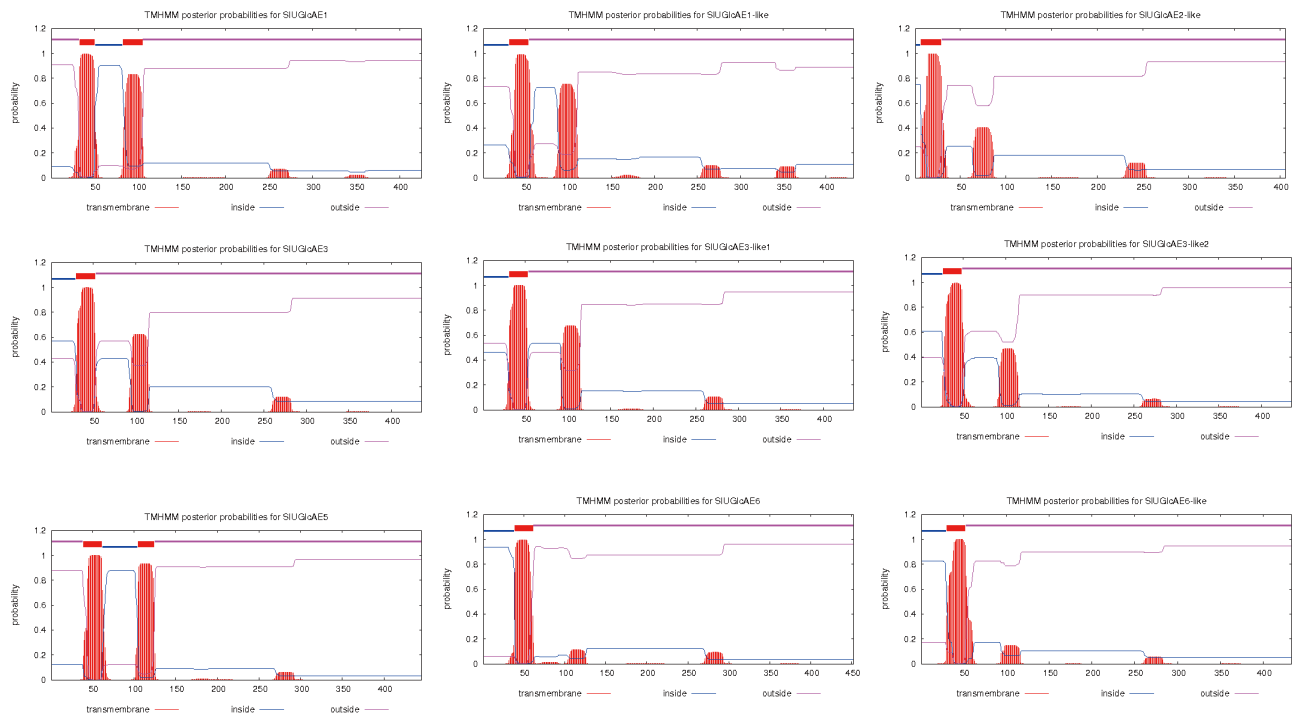 TMHMM posterior probabilities for SlUGlcAE1
probability
1.2
1
0.8
0.6
0.4
0.2
0
50 100 150 200 250 300 350 400
transmembrane inside outside
TMHMM posterior probabilities for SlUGlcAE1-like
probability
1.2
1
0.8
0.6
0.4
0.2
0
50 100 150 200 250 300 350 400
transmembrane inside outside
TMHMM posterior probabilities for SlUGlcAE2-like
probability
1.2
1
0.8
0.6
0.4
0.2
0
50 100 150 200 250 300 350 400
transmembrane inside outside
TMHMM posterior probabilities for SlUGlcAE3
probability
1.2
1
0.8
0.6
0.4
0.2
0
50 100 150 200 250 300 350 400
transmembrane inside outside
TMHMM posterior probabilities for SlUGlcAE3-like1
probability
1.2
1
0.8
0.6
0.4
0.2
0
50 100 150 200 250 300 350 400
transmembrane inside outside
TMHMM posterior probabilities for SlUGlcAE3-like2
probability
1.2
1
0.8
0.6
0.4
0.2
0
50 100 150 200 250 300 350 400
transmembrane inside outside
TMHMM posterior probabilities for SlUGlcAE5
probability
1.2
1
0.8
0.6
0.4
0.2
0
50 100 150 200 250 300 350 400
transmembrane inside outside
TMHMM posterior probabilities for SlUGlcAE6
probability
1.2
1
0.8
0.6
0.4
0.2
0
50 100 150 200 250 300 350 400 450
transmembrane inside outside
TMHMM posterior probabilities for SlUGlcAE6-like
probability
1.2
1
0.8
0.6
0.4
0.2
0
50 100 150 200 250 300 350 400
transmembrane inside outside